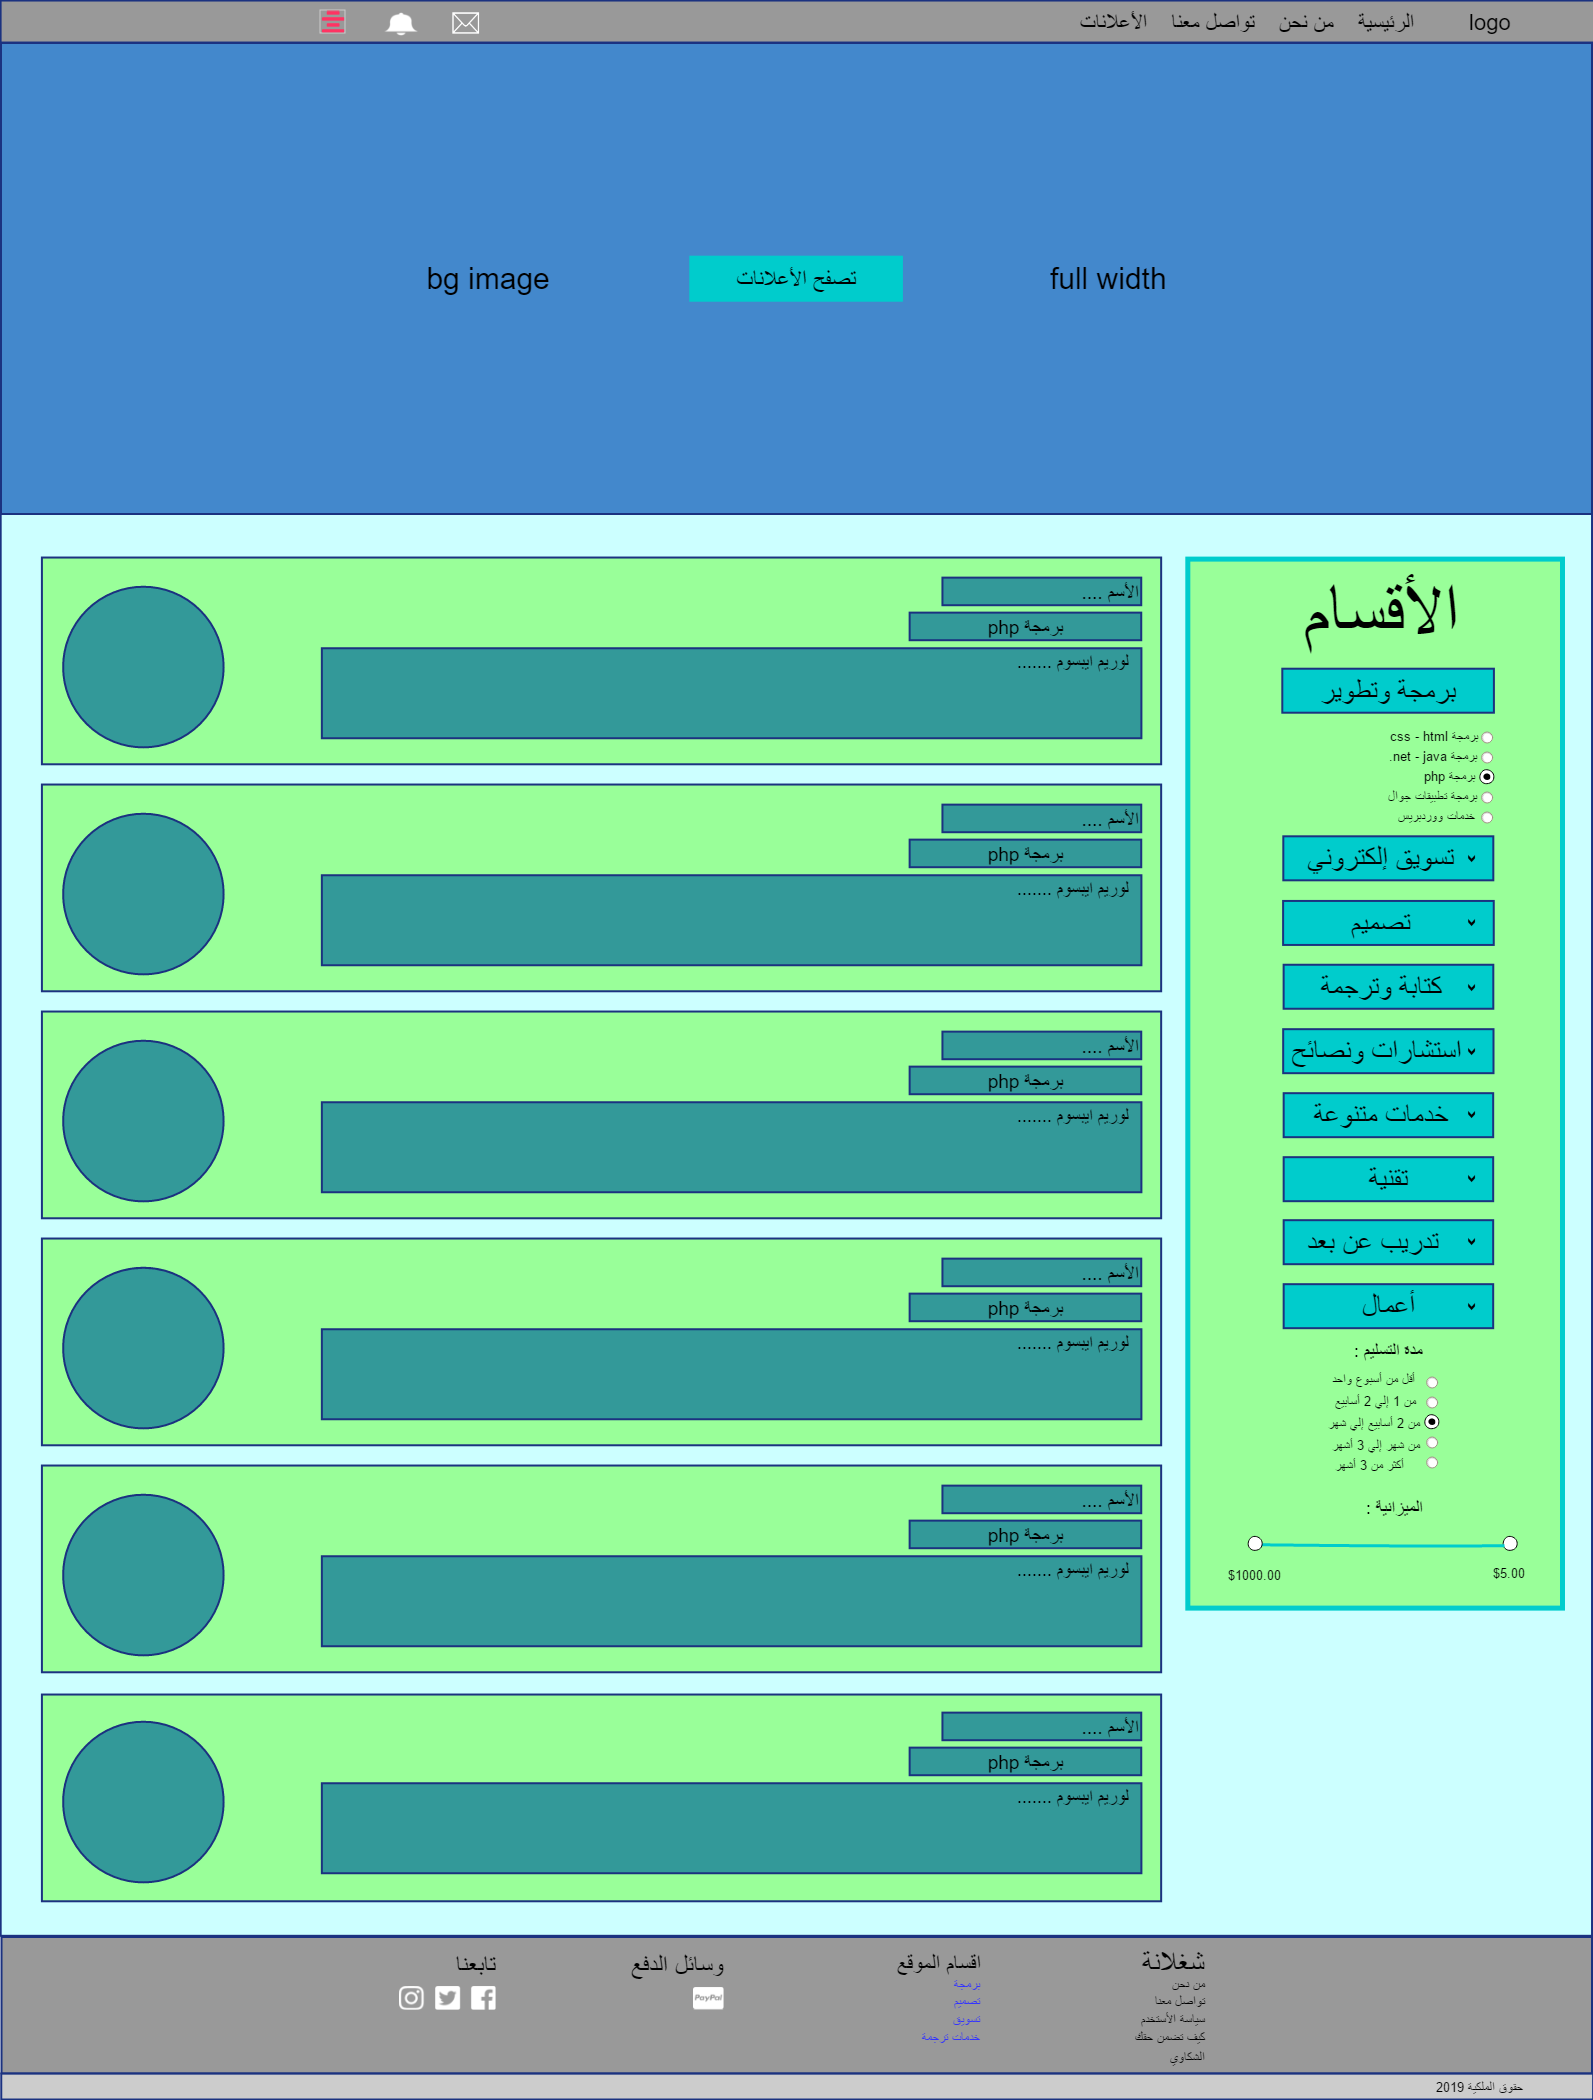 logo
الرئيسية
من نحن
تواصل معنا
الأعلانات
full width
تصفح الأعلانات
bg image
الأقسام
برمجة وتطوير
برمجة css - html
برمجة .net - java
برمجة php
برمجة تطبيقات جوال
خدمات ووردبريس
تسويق إلكتروني
تصميم
كتابة وترجمة
استشارات ونصائح
خدمات متنوعة
تقنية
تدريب عن بعد
أعمال
مدة التسليم :
أقل من أسبوع واحد
من 1 إلي 2 أسابيع
من 2 أسابيع إلي شهر
من شهر إلي 3 أشهر
أكثر من 3 أشهر
الميزانية :
$5.00
$1000.00
الأسم ....
برمجة php
لوريم ايبسوم .......
الأسم ....
برمجة php
لوريم ايبسوم .......
الأسم ....
برمجة php
لوريم ايبسوم .......
الأسم ....
برمجة php
لوريم ايبسوم .......
الأسم ....
برمجة php
لوريم ايبسوم .......
الأسم ....
برمجة php
لوريم ايبسوم .......
شغلانة
من نحن
تواصل معنا
سياسة الأستخدم
كيف تضمن حقك
الشكاوي
اقسام الموقع
برمجة
تصميم
تسويق
خدمات ترجمة
وسائل الدفع
PayPal
تابعنا
حقوق الملكية 2019